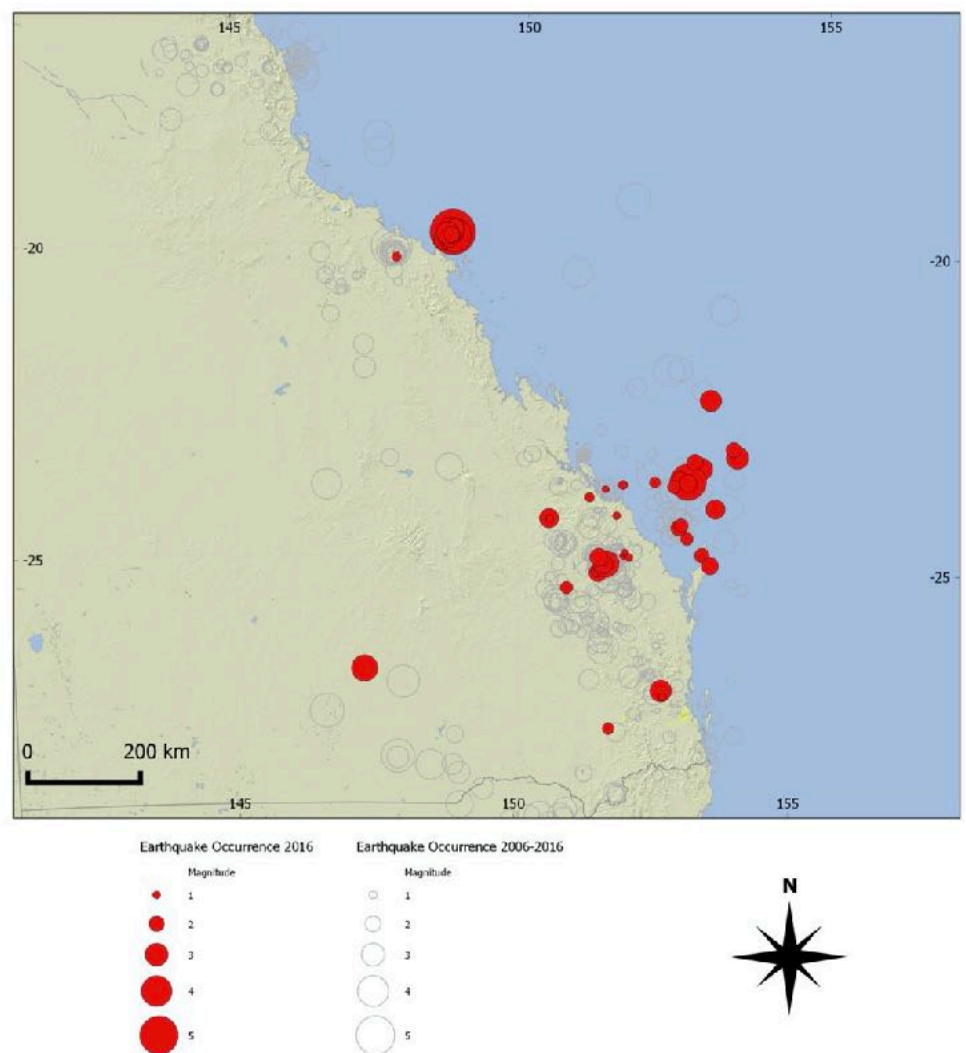 145 150 155
-20 -20
-25 -25
0 200 km
145 150 155
Earthquake Occurrence 2016 Earthquake Occurrence 2006-2016
Magnitude Magnitude
1 1
2 2
3 3
4 4
5 5
N